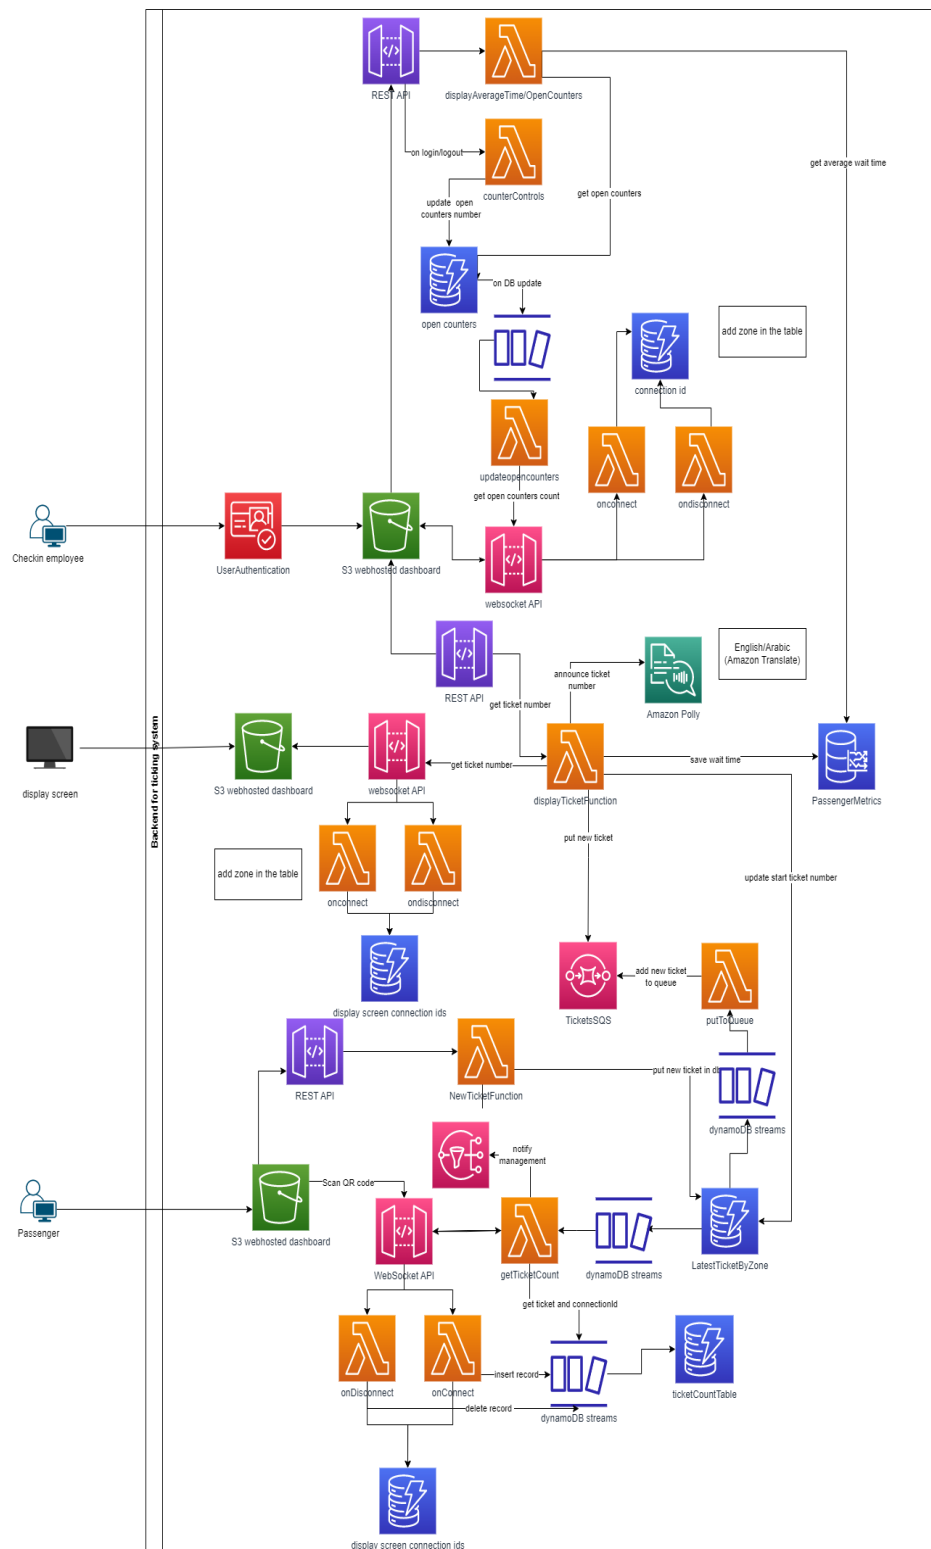 REST API
displayAverageTime/OpenCounters
on login/logout
get average wait time
counterControls
get open counters
update open
counters number
on DB update
open counters
add zone in the table
connection id
updateopencounters
onconnect
ondisconnect
get open counters count
Checkin employee
UserAuthentication
S3 webhosted dashboard
websocket API
English/Arabic
(Amazon Translate)
REST API
announce ticket
number
Amazon Polly
get ticket number
Backend for ticking system
display screen
S3 webhosted dashboard
websocket API
get ticket number
displayTicketFunction
save wait time
PassengerMetrics
put new ticket
add zone in the table
onconnect
ondisconnect
update start ticket number
add new ticket
to queue
display screen connection ids
TicketsSQS
putToQueue
REST API
NewTicketFunction
put new ticket in db
dynamoDB streams
notify
management
Scan QR code
Passenger
S3 webhosted dashboard
WebSocket API
getTicketCount
dynamoDB streams
LatestTicketByZone
get ticket and connectionId
onDisconnect
onConnect
insert record
ticketCountTable
delete record
dynamoDB streams
display screen connection ids